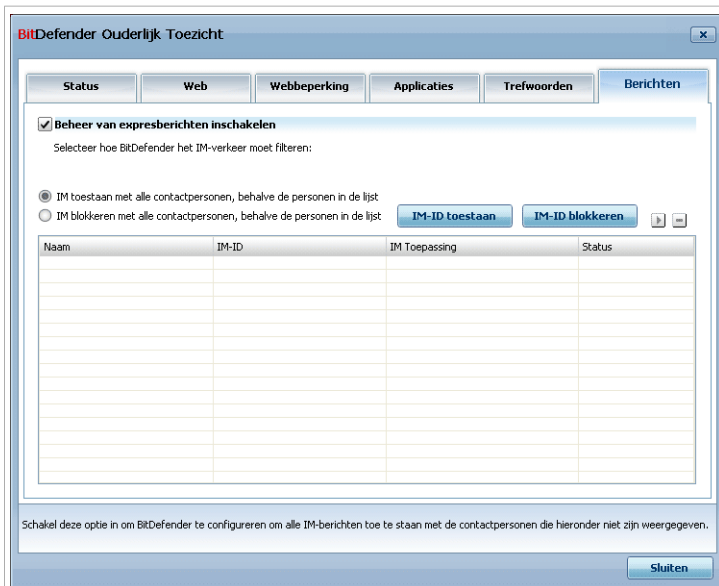 BitDefender Ouderlijk Toezicht
Status Web Webbeperking Applicaties Trefwoorden Berichten
Beheer van expresberichten inschakelen
Selecteer hoe BitDefender het IM-verkeer moet filteren:
IM toestaan met alle contactpersonen, behalve de personen in de lijst
IM blokkeren met alle contactpersonen, behalve de personen in de lijst
IM-ID toestaan IM-ID blokkeren
Naam IM-ID IM Toepassing Status
Schakel deze optie in om BitDefender te configureren om alle IM-berichten toe te staan met de contactpersonen die hieronder niet zijn weergegeven.
Sluiten